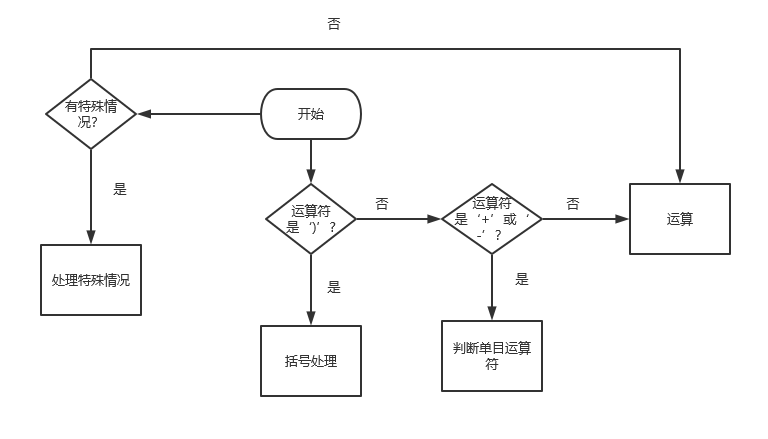 否
有特殊情
况?
开始
是
运算符
是‘)’?
否
运算符
是‘+’或‘
-‘?
否
运算
处理特殊情况
是
是
括号处理
判断单目运算
符